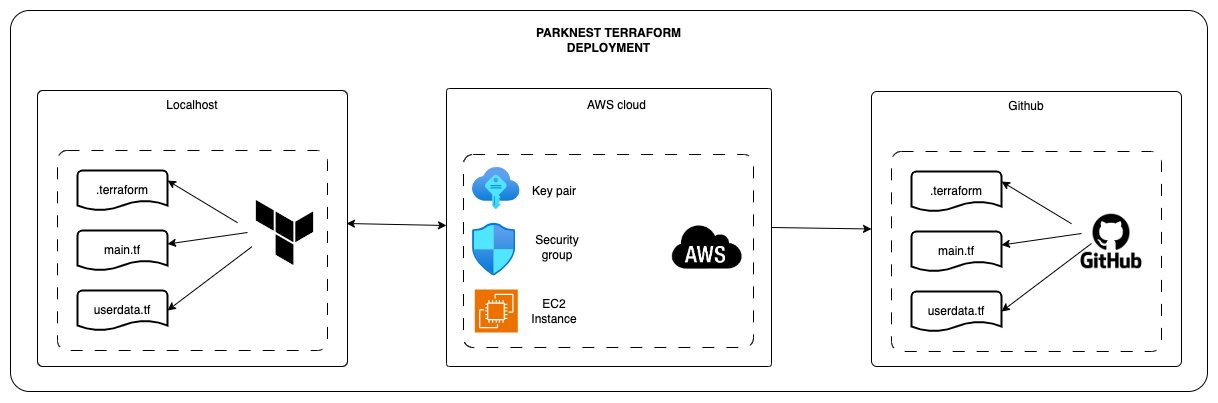 PARKNEST TERRAFORM
DEPLOYMENT
Localhost
.terraform
main.tf
userdata.tf
AWS cloud
Key pair
Security
group
EC2
Instance
AWS
Github
.terraform
main.tf
userdata.tf
GitHub